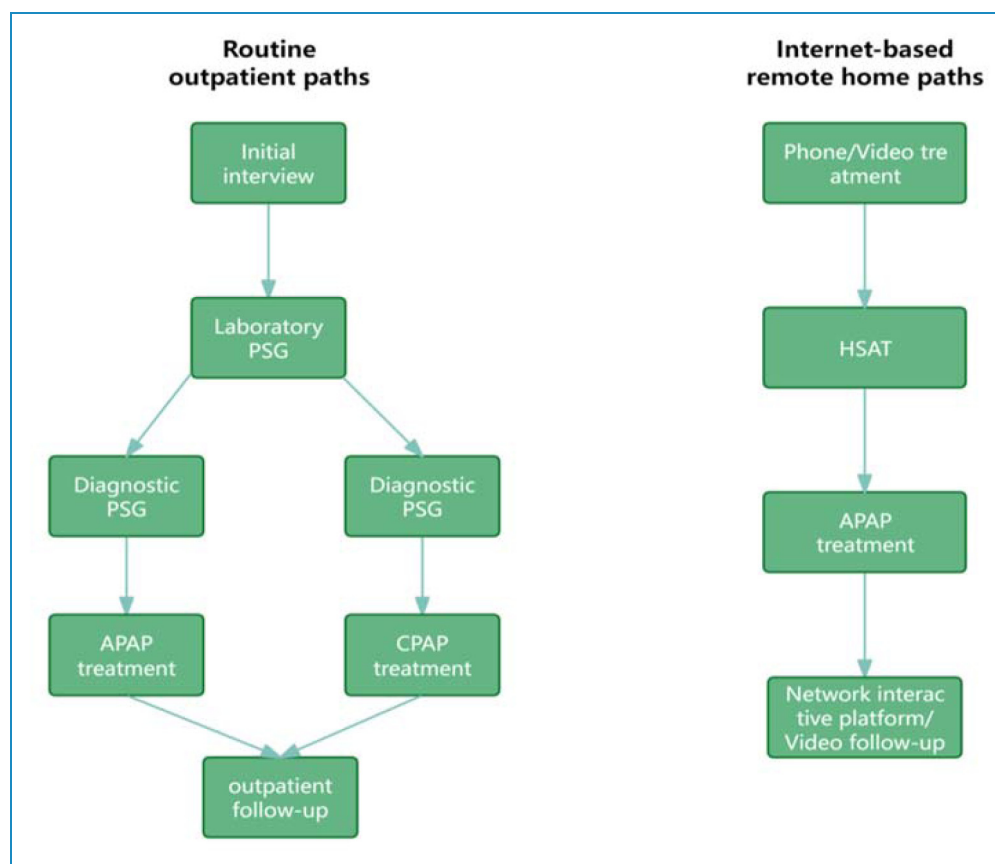 Routine
outpatient paths
Initial
interview
Laboratory
PSG
Diagnostic
PSG
Diagnostic
PSG
APAP
treatment
CPAP
treatment
outpatient
follow-up
Internet-based
remote home paths
Phone/Video tre
atment
HSAT
APAP
treatment
Network interac
tive platform/
Video follow-up